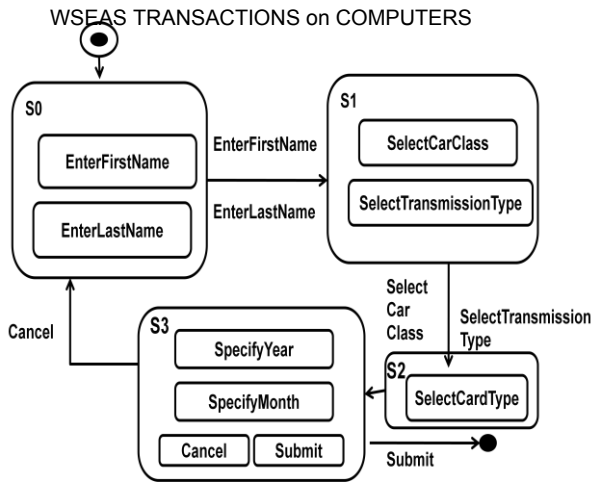 WSEAS TRANSACTIONS on COMPUTERS
S0
EnterFirstName
EnterLastName
EnterFirstName
EnterLastName
S1
SelectCarClass
SelectTransmissionType
Select
Car
Class
SelectTransmission
Type
S2
SelectCardType
S3
SpecifyYear
SpecifyMonth
Cancel
Submit
Cancel
Submit